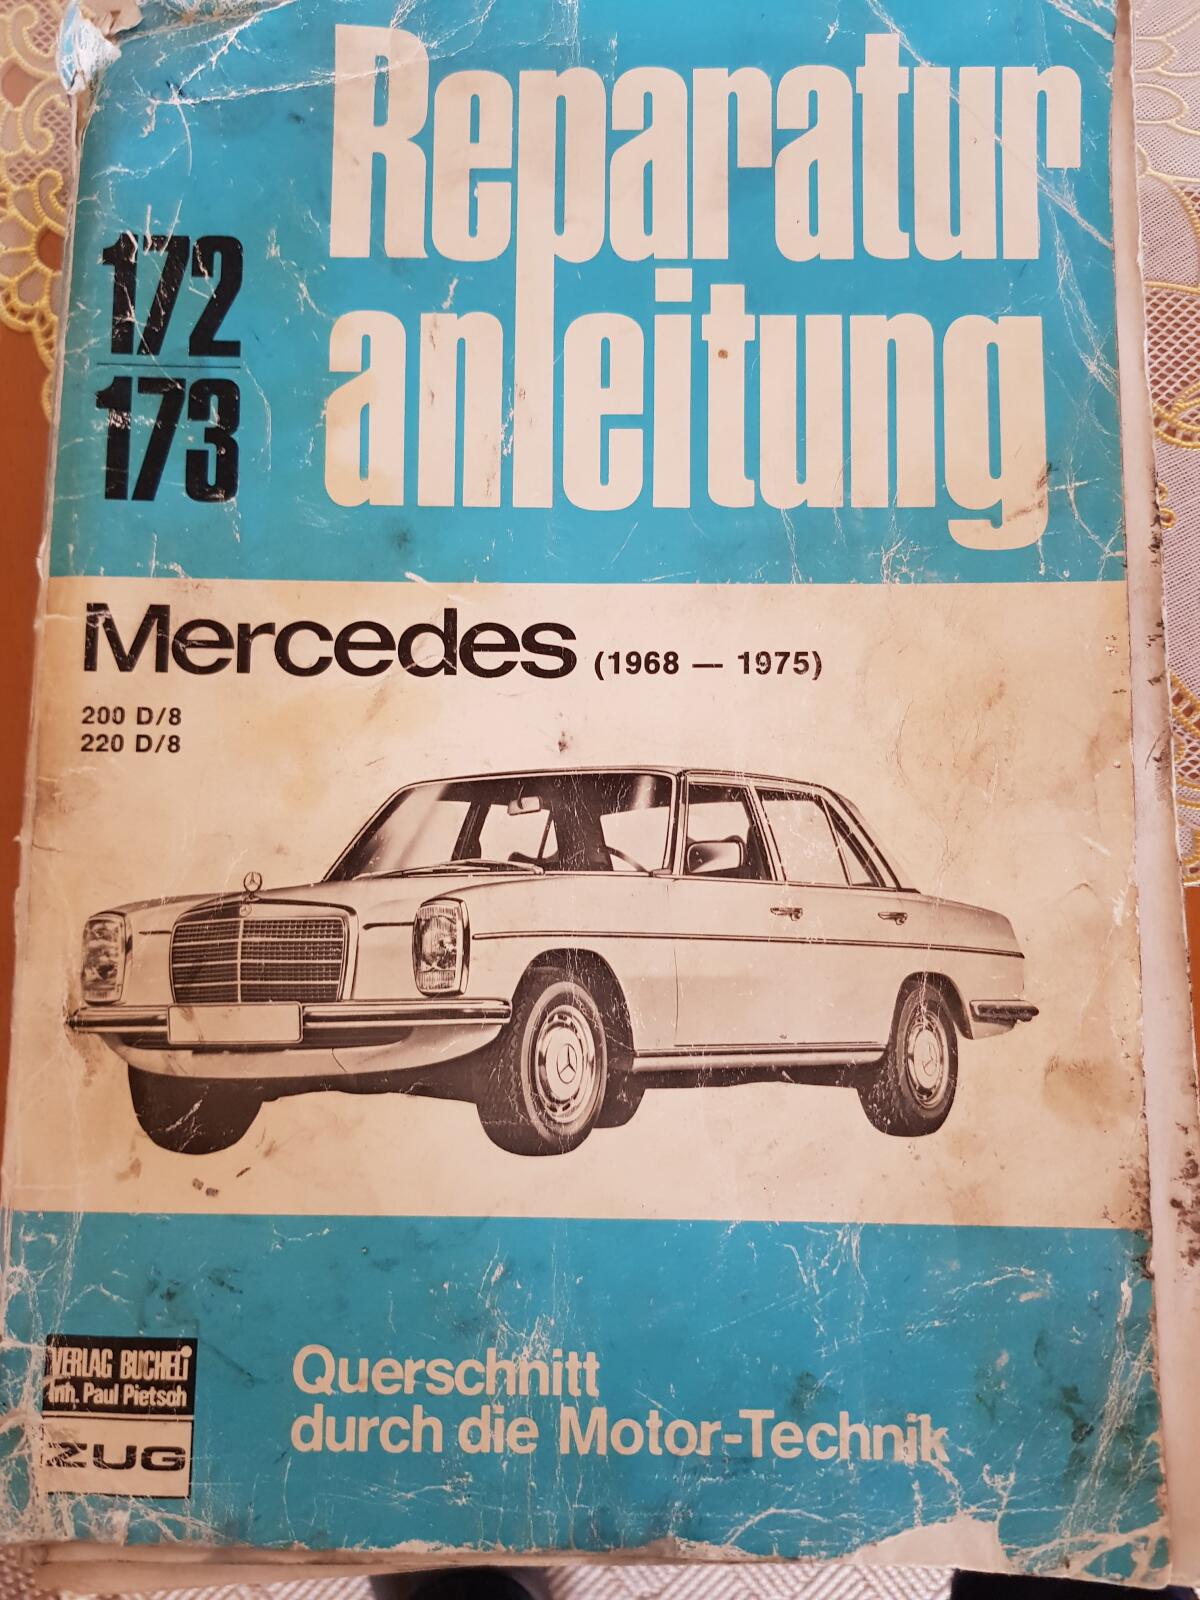 Reparatur
anleitung
172
173
Mercedes (1968 — 1975)
200 D/8
220 D/8
VERLAG BUCHELI
Inh. Paul Pietsch
ZUG
Querschnitt
durch die Motor-Technik